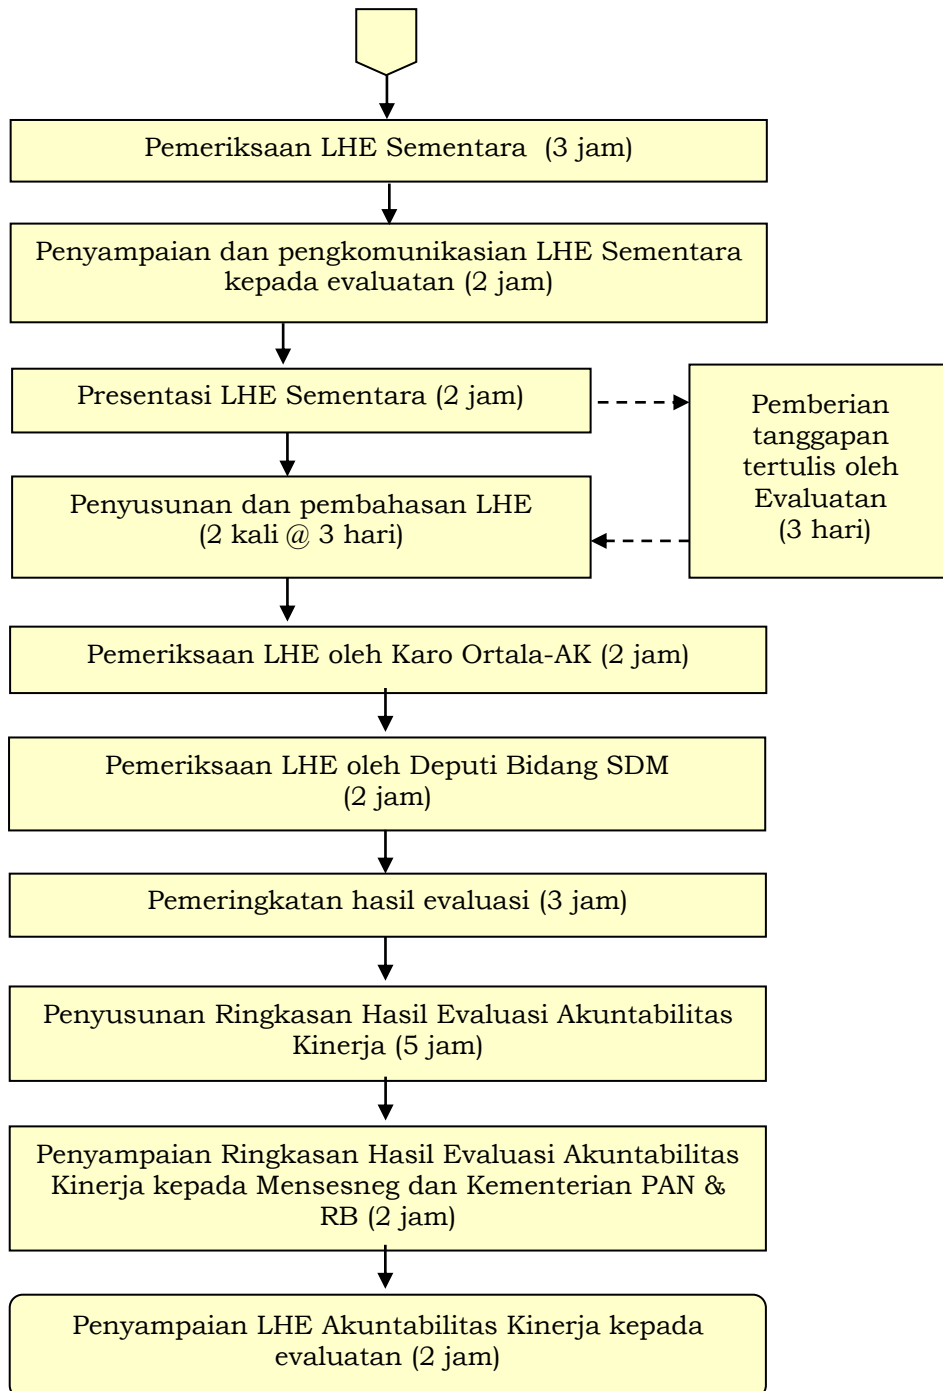 Pemeriksaan LHE Sementara (3 jam)
Penyampaian dan pengkomunikasian LHE Sementara
kepada evaluatan (2 jam)
Presentasi LHE Sementara (2 jam)
Pemberian
tanggapan
tertulis oleh
Evaluatan
(3 hari)
Penyusunan dan pembahasan LHE
(2 kali @ 3 hari)
Pemeriksaan LHE oleh Karo Ortala-AK (2 jam)
Pemeriksaan LHE oleh Deputi Bidang SDM
(2 jam)
Pemeringkatan hasil evaluasi (3 jam)
Penyusunan Ringkasan Hasil Evaluasi Akuntabilitas
Kinerja (5 jam)
Penyampaian Ringkasan Hasil Evaluasi Akuntabilitas
Kinerja kepada Mensesneg dan Kementerian PAN &
RB (2 jam)
Penyampaian LHE Akuntabilitas Kinerja kepada
evaluatan (2 jam)